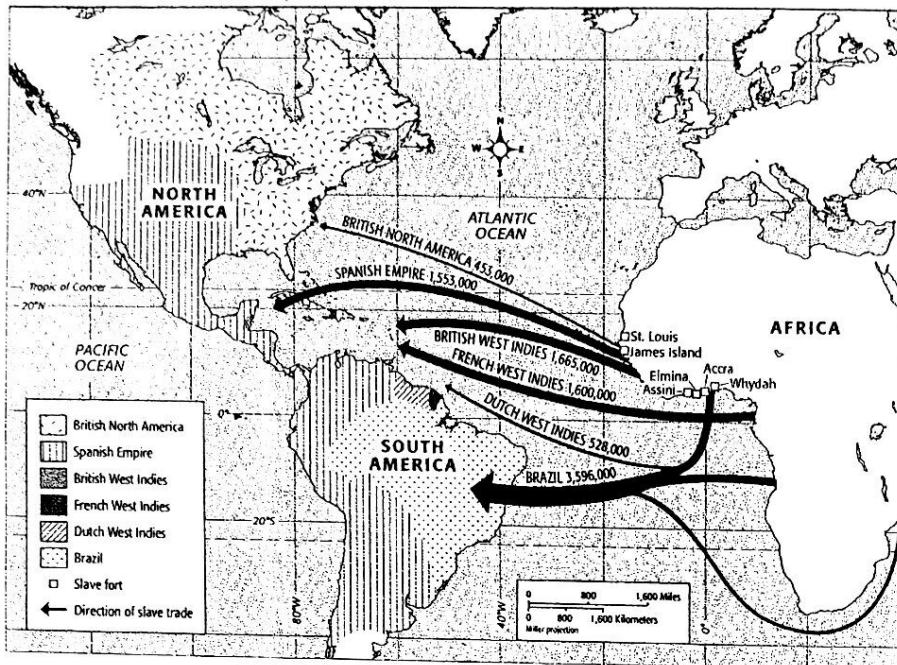 N
W E
S
40°N
NORTH
AMERICA
ATLANTIC
OCEAN
BRITISH NORTH AMERICA 453,000
SPANISH EMPIRE 1,553,000
Tropic of Cancer
20°N
BRITISH WEST INDIES 1,665,000
FRENCH WEST INDIES 1,600,000
DUTCH WEST INDIES 528,000
St. Louis
James Island
AFRICA
PACIFIC
OCEAN
Accra
Elmina
Whydah
Assini
0°
SOUTH
AMERICA
BRAZIL 3,596,000
British North America
Spanish Empire
British West Indies
French West Indies
Dutch West Indies
Brazil
Slave fort
Direction of slave trade
20°S
80°W
40°W
0°
0 800 1,600 Miles
0 800 1,600 Kilometers
Miller projection